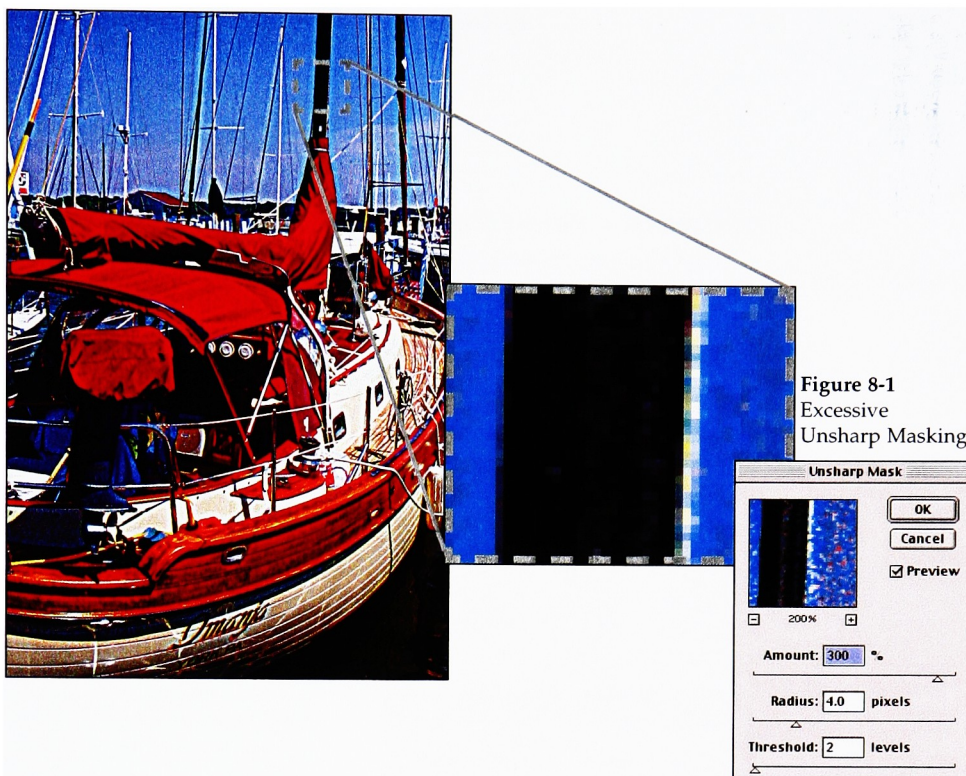 Figure 8-1
Excessive
Unsharp Masking
Unsharp Mask
OK
Cancel
Preview
200%
Amount: 300 %
Radius: 4.0 pixels
Threshold: 2 levels